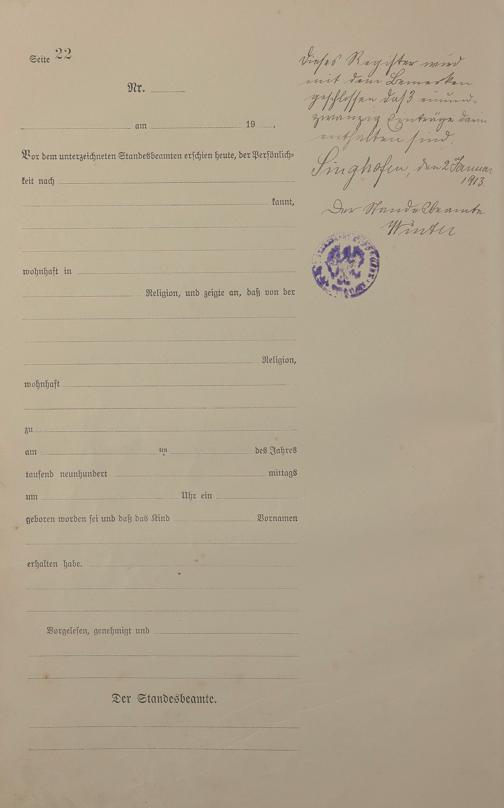 Seite 22
Nr.
am 19 .
Vor dem unterzeichneten Standesbeamten erschien heute, der Persönlich-
keit nach
kannt,
wohnhaft in
Religion, und zeigte an, daß von der
Religion,
wohnhaft
zu
am ten des Jahres
tausend neunhundert mittags
um Uhr ein
geboren worden sei und daß das Kind Vornamen
erhalten habe.
Vorgelesen, genehmigt und
Der Standesbeamte.
Dieses Register wird
mit dem Bemerken
geschlossen daß einund-
zwanzig Einträge darin
enthalten sind.
Singhofen, den 2 Januar
1913.
Der Standesbeamte
Winter